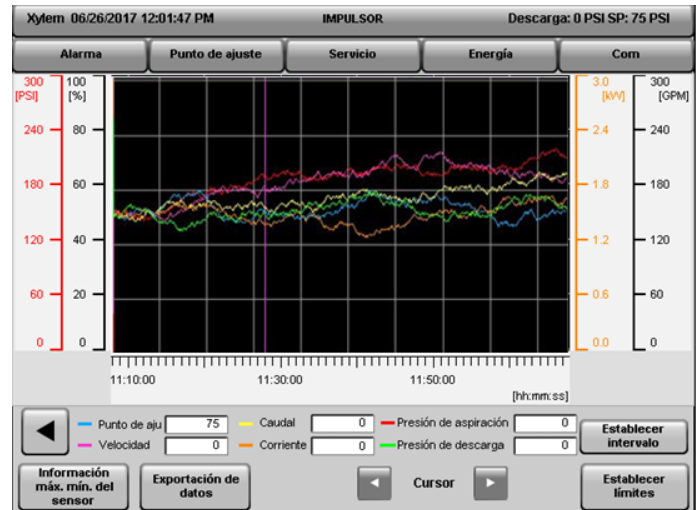 Xylem 06/26/2017 12:01:47 PM IMPULSOR Descarga: 0 PSI SP: 75 PSI
Alarma Punto de ajuste Servicio Energía Com
300 100 3.0 300
[PSI] [%] [kW] [GPM]
240 80 2.4 240
180 60 1.8 180
120 40 1.2 120
60 20 0.6 60
0 0 0.0 0
11:10:00 11:30:00 11:50:00
[hh:mm:ss]
Punto de aju 75 Caudal 0 Presión de aspiración 0
Velocidad 0 Corriente 0 Presión de descarga 0
Establecer
intervalo
Información
máx. mín. del
sensor
Exportación de
datos
Cursor
Establecer
límites